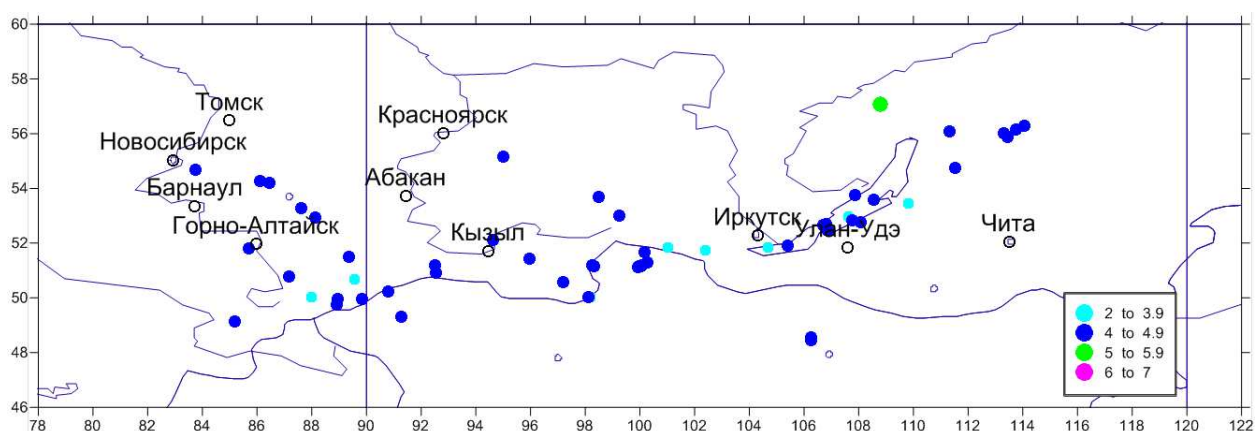 60
58
Томск
56
Красноярск
Новосибирск
54
Барнаул
Абакан
Горно-Алтайск
Кызыл
Иркутск
Улан-Удэ
Чита
52
50
48
46
2 to 3.9
4 to 4.9
5 to 5.9
6 to 7
78 80 82 84 86 88 90 92 94 96 98 100 102 104 106 108 110 112 114 116 118 120 122